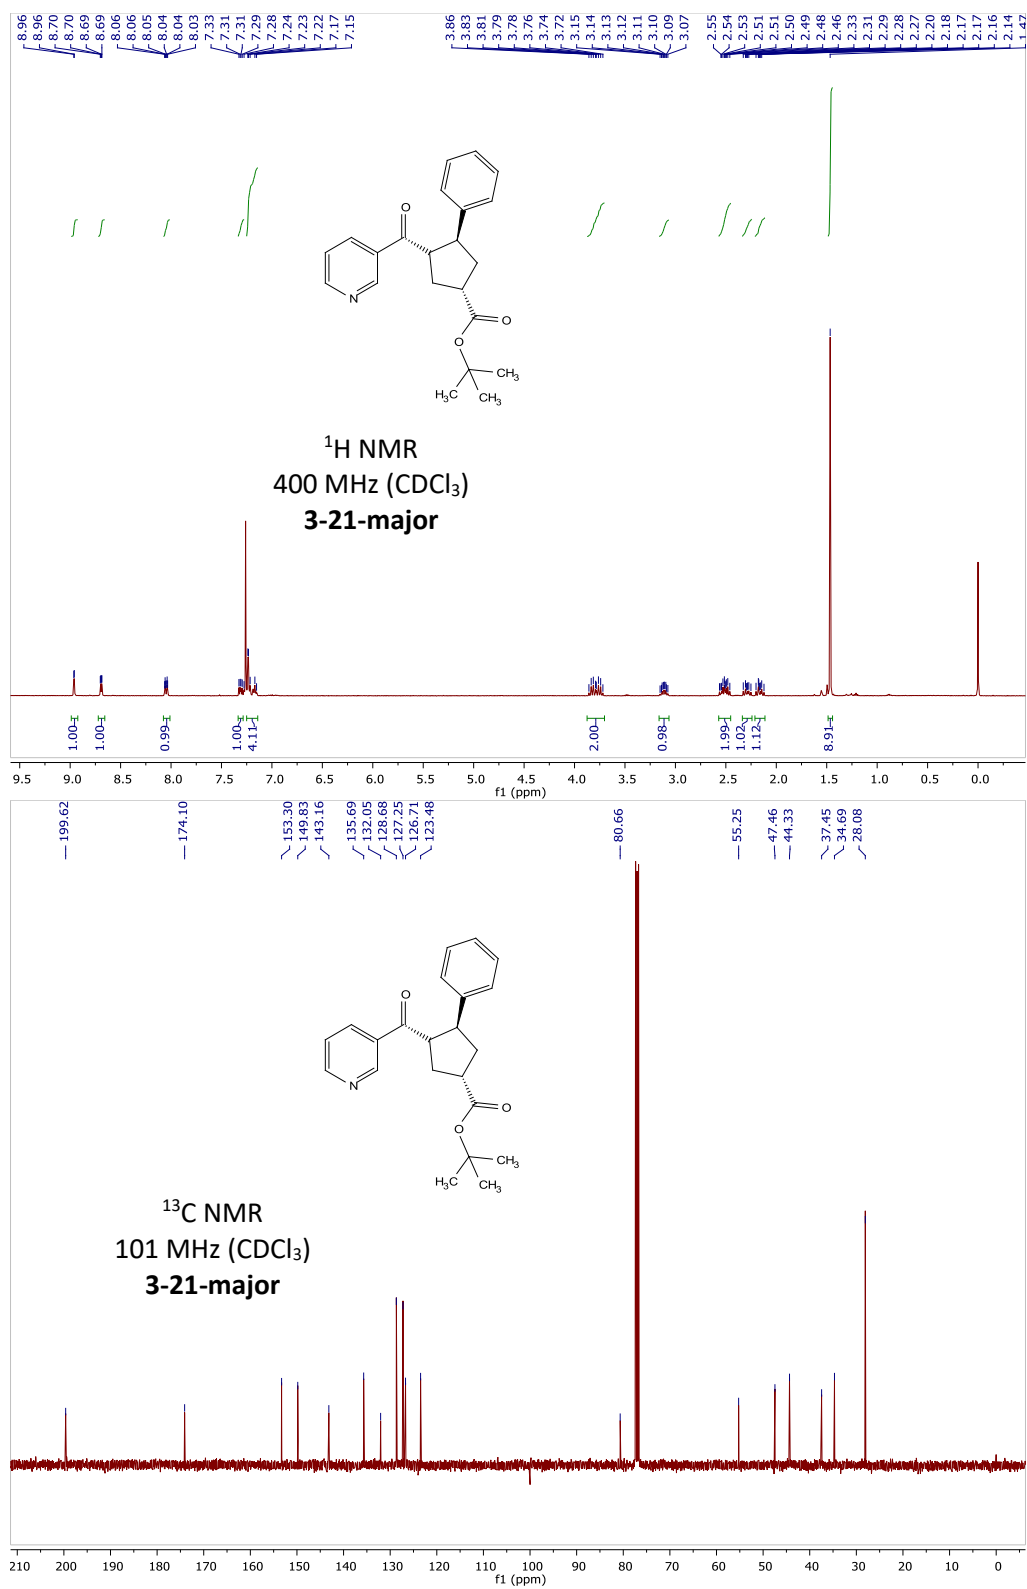 8.96 8.96 8.70 8.70 8.69 8.69 8.06 8.06 8.05 8.04 8.04 8.03 7.33 7.31 7.31 7.29 7.28 7.24 7.23 7.22 7.17 7.15 3.86 3.83 3.81 3.79 3.78 3.76 3.74 3.72 3.15 3.14 3.13 3.12 3.11 3.10 3.09 3.07 2.55 2.54 2.53 2.51 2.51 2.50 2.49 2.48 2.46 2.33 2.31 2.29 2.28 2.27 2.20 2.18 2.17 2.17 2.16 2.14 1.47
O
N
O
O
CH₃
H₃C
CH₃
¹H NMR
400 MHz (CDCl₃)
3-21-major
1.00 1.00 0.99 1.00 4.11 2.00 0.98 1.99 1.02 1.12 8.91
9.5 9.0 8.5 8.0 7.5 7.0 6.5 6.0 5.5 5.0 4.5 4.0 3.5 3.0 2.5 2.0 1.5 1.0 0.5 0.0
f1 (ppm)
199.62 174.10 153.30 149.83 143.16 135.69 132.05 128.68 127.25 126.71 123.48 80.66 55.25 47.46 44.33 37.45 34.69 28.08
O
N
O
O
CH₃
H₃C
CH₃
¹³C NMR
101 MHz (CDCl₃)
3-21-major
210 200 190 180 170 160 150 140 130 120 110 100 90 80 70 60 50 40 30 20 10 0
f1 (ppm)